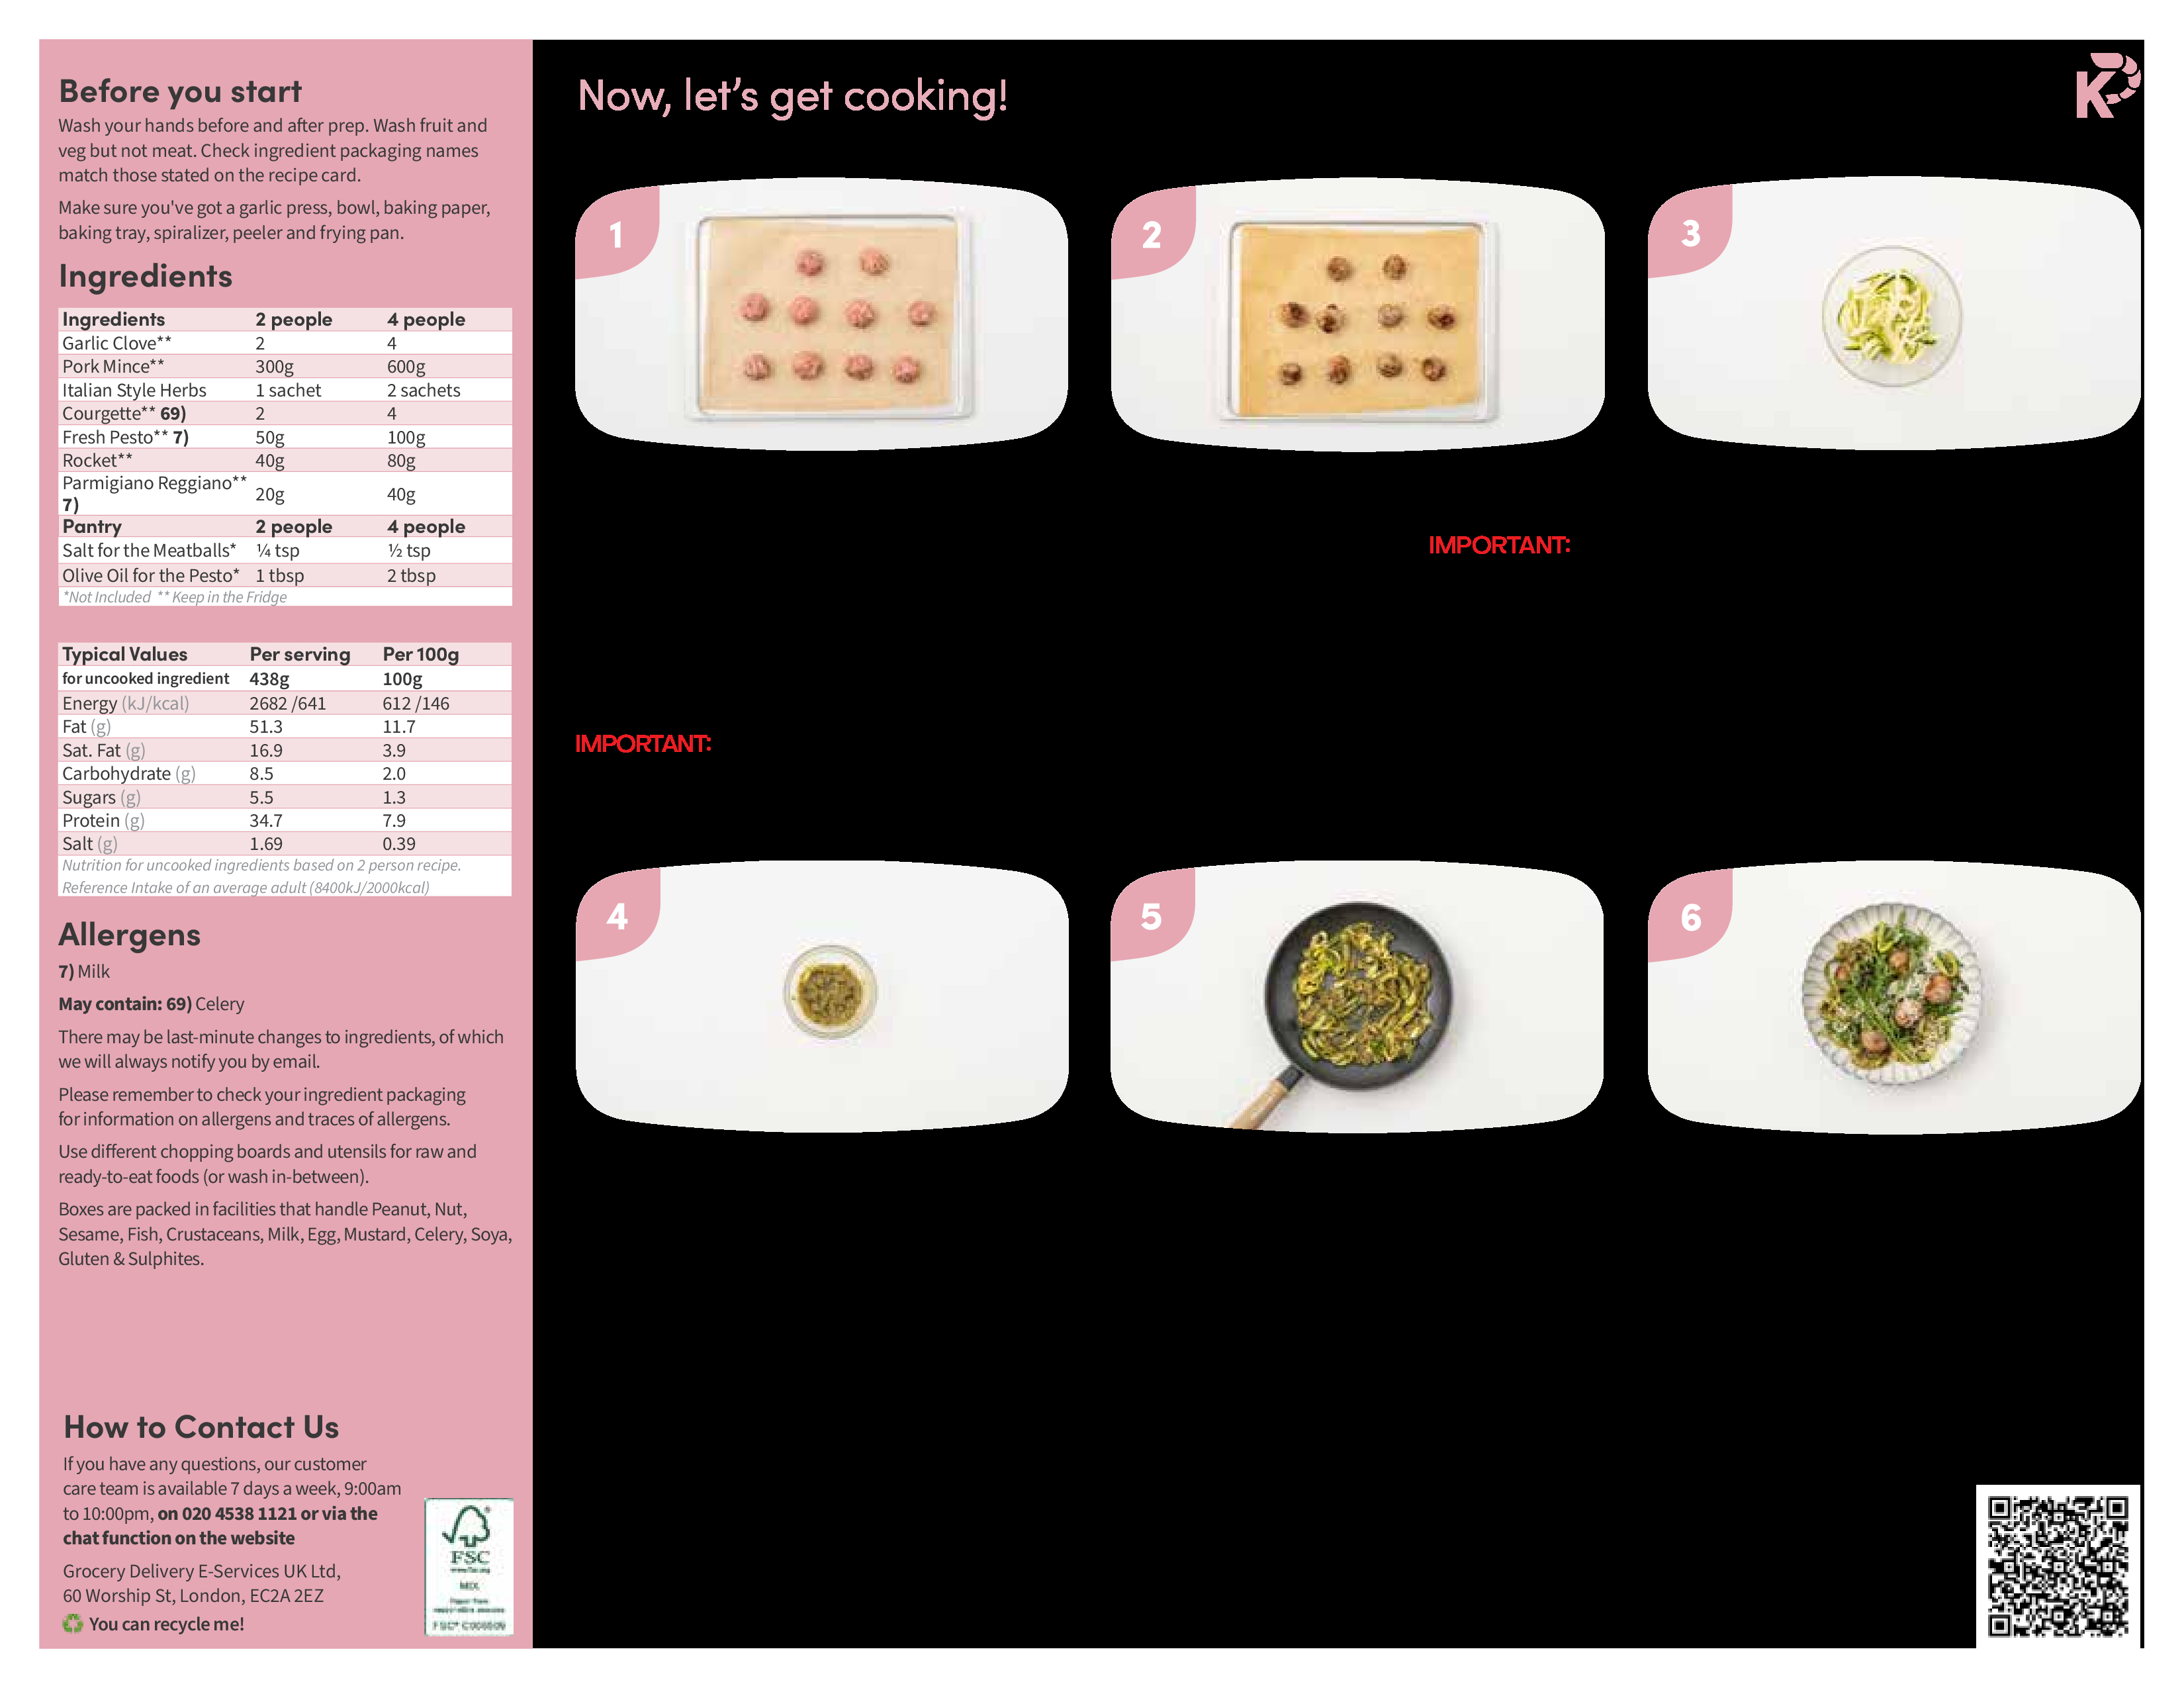 Before you start
Wash your hands before and after prep. Wash fruit and
veg but not meat. Check ingredient packaging names
match those stated on the recipe card.
Make sure you've got a garlic press, bowl, baking paper,
baking tray, spiralizer, peeler and frying pan.
Ingredients
Ingredients 2 people 4 people
Garlic Clove** 2 4
Pork Mince** 300g 600g
Italian Style Herbs 1 sachet 2 sachets
Courgette** 69) 2 4
Fresh Pesto** 7) 50g 100g
Rocket** 40g 80g
Parmigiano Reggiano**
7) 20g 40g
Pantry 2 people 4 people
Salt for the Meatballs* ¼ tsp ½ tsp
Olive Oil for the Pesto* 1 tbsp 2 tbsp
*Not Included ** Keep in the Fridge
Typical Values Per serving Per 100g
for uncooked ingredient 438g 100g
Energy (kJ/kcal) 2682 /641 612 /146
Fat (g) 51.3 11.7
Sat. Fat (g) 16.9 3.9
Carbohydrate (g) 8.5 2.0
Sugars (g) 5.5 1.3
Protein (g) 34.7 7.9
Salt (g) 1.69 0.39
Nutrition for uncooked ingredients based on 2 person recipe.
Reference Intake of an average adult (8400kJ/2000kcal)
Allergens
7) Milk
May contain: 69) Celery
There may be last-minute changes to ingredients, of which
we will always notify you by email.
Please remember to check your ingredient packaging
for information on allergens and traces of allergens.
Use different chopping boards and utensils for raw and
ready-to-eat foods (or wash in-between).
Boxes are packed in facilities that handle Peanut, Nut,
Sesame, Fish, Crustaceans, Milk, Egg, Mustard, Celery, Soya,
Gluten & Sulphites.
How to Contact Us
If you have any questions, our customer
care team is available 7 days a week, 9:00am
to 10:00pm, on 020 4538 1121 or via the
chat function on the website
Grocery Delivery E-Services UK Ltd,
60 Worship St, London, EC2A 2EZ
You can recycle me!
FSC
MIX
Now, let's get cooking!
K
1
2
3
IMPORTANT:
IMPORTANT:
4
5
6